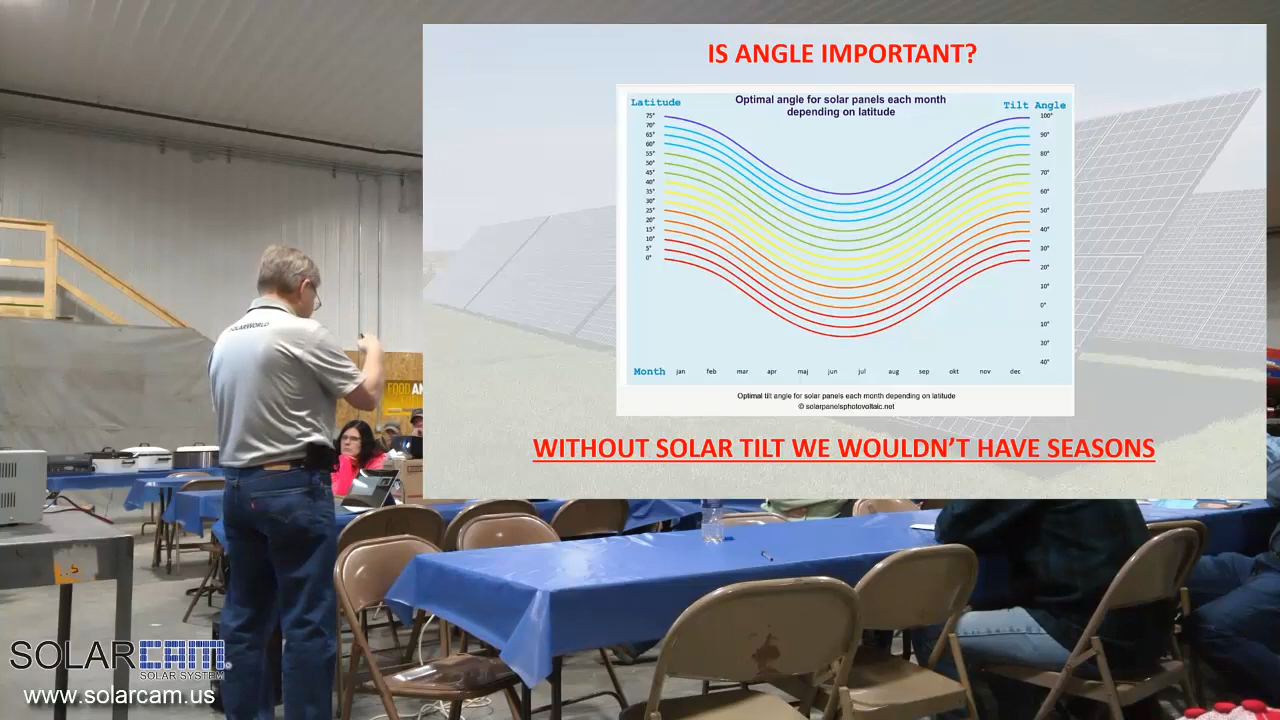 IS ANGLE IMPORTANT?
Optimal angle for solar panels each month
depending on latitude
Latitude
Tilt Angle
75°
70°
65°
60°
55°
50°
45°
40°
35°
30°
25°
20°
15°
10°
5°
0°
100°
90°
80°
70°
60°
50°
40°
30°
20°
10°
0°
10°
30°
40°
Month jan feb mar apr maj jun jul aug sep okt nov dec
Optimal tilt angle for solar panels each month depending on latitude
© solarpanelsphotovoltaic.net
WITHOUT SOLAR TILT WE WOULDN'T HAVE SEASONS
SOLARWORLD
FOOD AN
SOLARCAM
SOLAR SYSTEM
www.solarcam.us